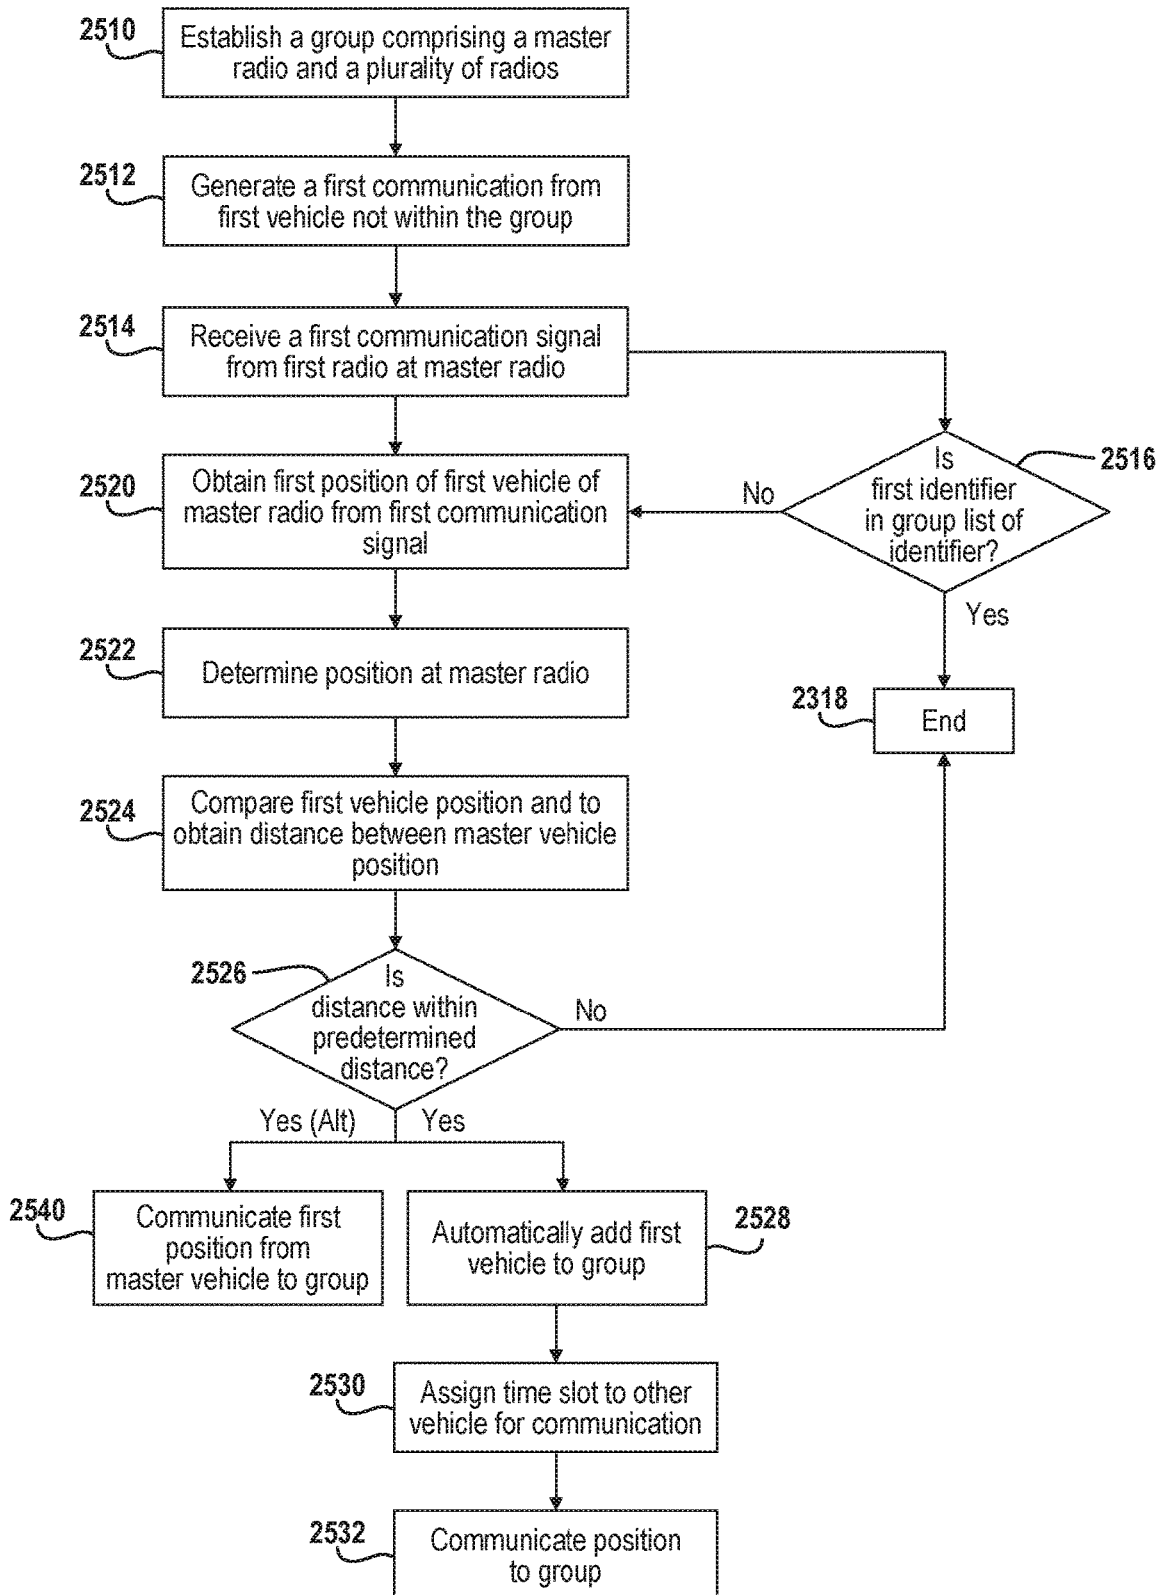 2510
Establish a group comprising a master
radio and a plurality of radios
2512
Generate a first communication from
first vehicle not within the group
2514
Receive a first communication signal
from first radio at master radio
2516
Is
first identifier
in group list of
identifier?
No
Yes
2520
Obtain first position of first vehicle of
master radio from first communication
signal
2522
Determine position at master radio
2318
End
2524
Compare first vehicle position and to
obtain distance between master vehicle
position
2526
Is
distance within
predetermined
distance?
No
Yes (Alt)
Yes
2540
Communicate first
position from
master vehicle to group
2528
Automatically add first
vehicle to group
2530
Assign time slot to other
vehicle for communication
2532
Communicate position
to group